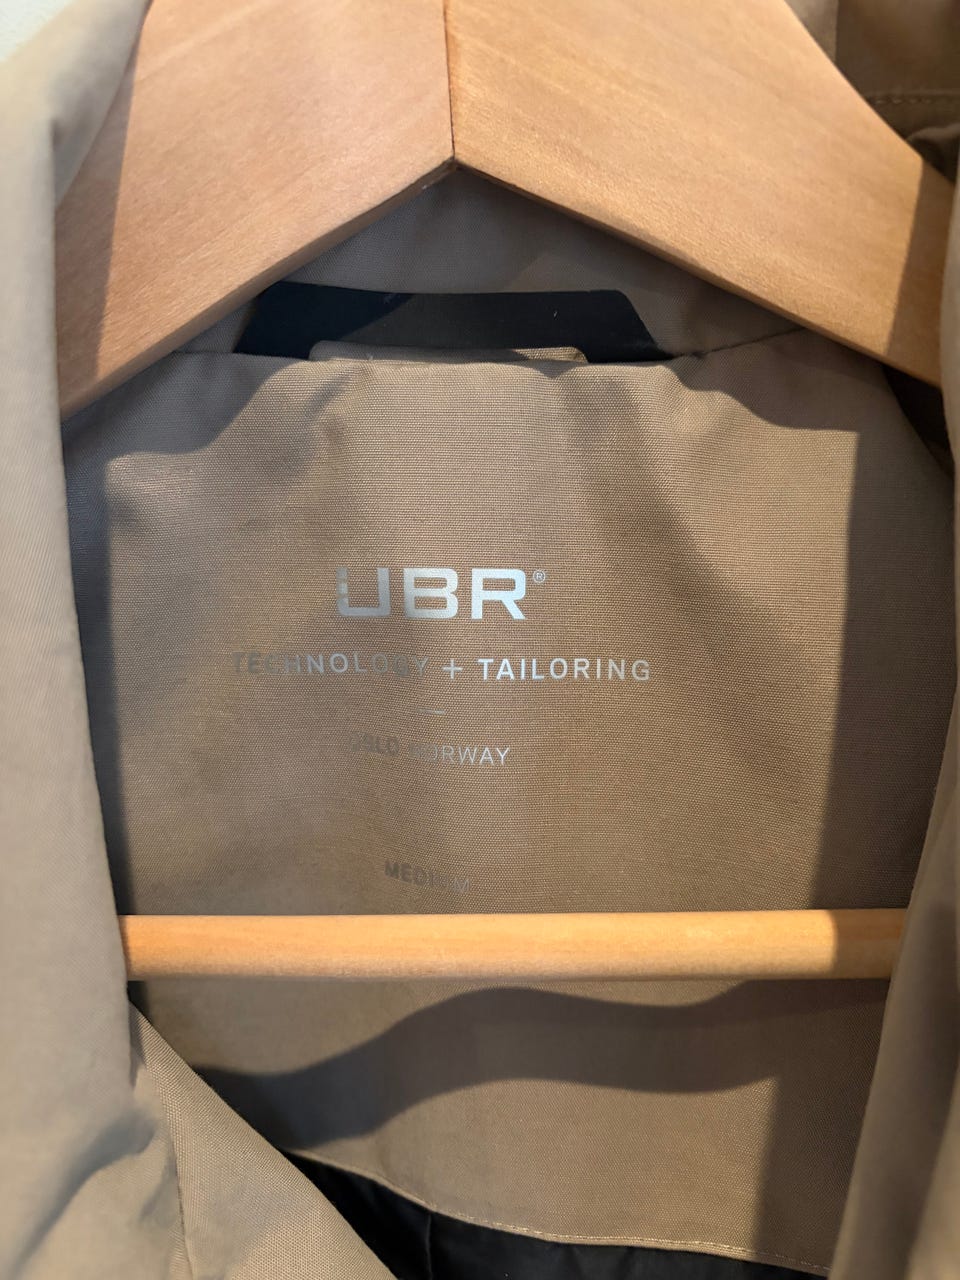 UBR®
TECHNOLOGY + TAILORING
OSLO NORWAY
MEDIUM